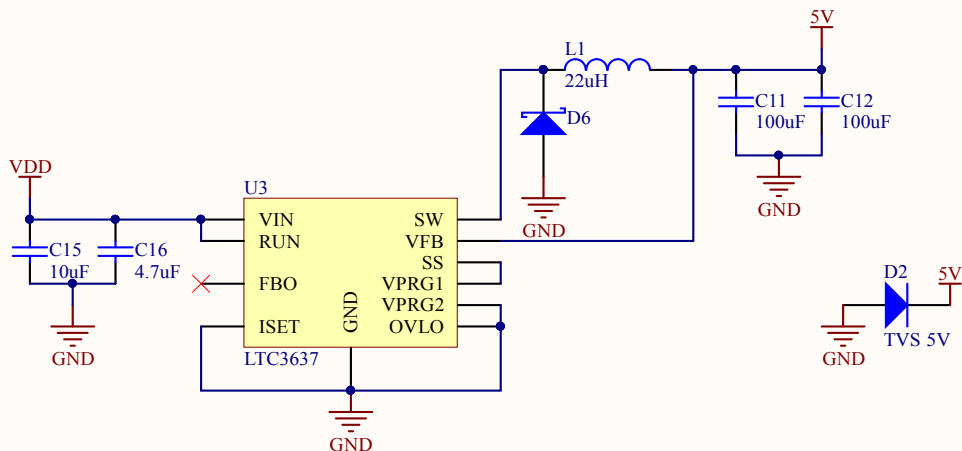 5V
L1
22uH
C11
100uF
C12
100uF
D6
GND
GND
VDD
C15
10uF
C16
4.7uF
GND
U3
VIN
RUN
FBO
ISET
GND
SW
VFB
SS
VPRG1
VPRG2
OVLO
LTC3637
GND
D2
5V
GND
TVS 5V